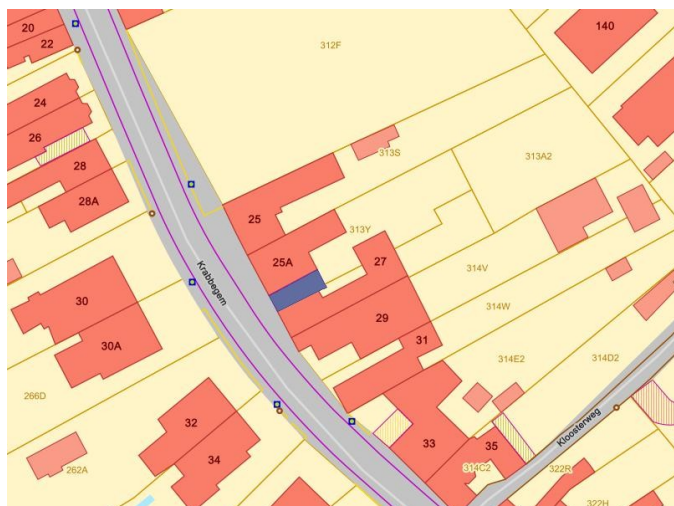 20
22
312F
140
24
26
313S
28
313A2
28A
25
313Y
25A
27
314V
Krabbegem
30
314W
29
30A
31
314E2
314D2
266D
32
33
Kloosterweg
35
34
314C2
262A
322R
322H